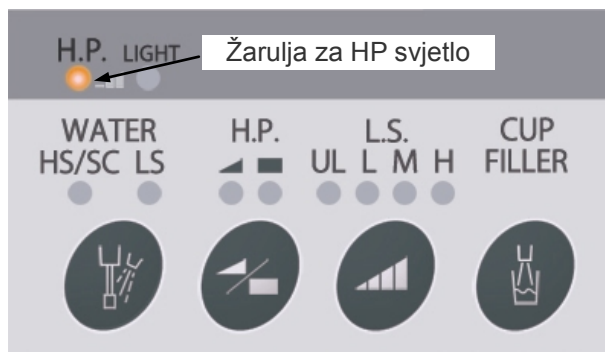 H.P. LIGHT
Žarulja za HP svjetlo
WATER
HS/SC LS
H.P.
L.S.
UL L M H
CUP
FILLER